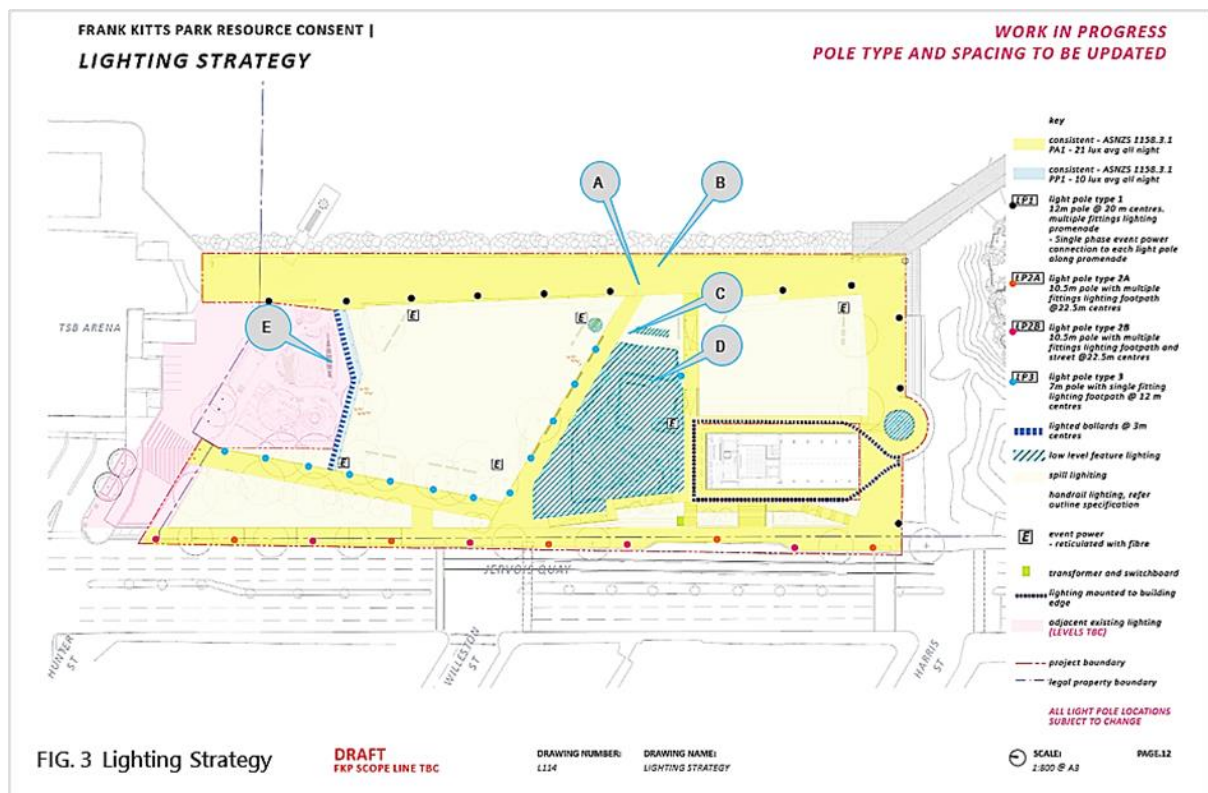 FRANK KITTS PARK RESOURCE CONSENT |
LIGHTING STRATEGY
WORK IN PROGRESS
POLE TYPE AND SPACING TO BE UPDATED
A
B
C
D
E
TSB ARENA
E
E
E
E
E
E
JERVOIS QUAY
HUNTER
ST
WILLESTON
ST
HARRIS
ST
key
consistent - ASNZS 1158.3.1
PA1 - 21 lux avg all night
consistent - ASNZS 1158.3.1
PP1 - 10 lux avg all night
LP1
light pole type 1
12m pole @ 20 m centres.
multiple fittings lighting
promenade
- Single phase event power
connection to each light pole
along promenade
LP2A
light pole type 2A
10.5m pole with multiple
fittings lighting footpath
@22.5m centres
LP2B
light pole type 2B
10.5m pole with multiple
fittings lighting footpath and
street @22.5m centres
LP3
light pole type 3
7m pole with single fitting
lighting footpath @ 12 m
centres
lighted bollards @ 3m
centres
low level feature lighting
spill lighiting
handrail lighting, refer
outline specification
E
event power
- reticulated with fibre
transformer and switchboard
lighting mounted to building
edge
adjacent existing lighting
(LEVELS TBC)
project boundary
legal property boundary
ALL LIGHT POLE LOCATIONS
SUBJECT TO CHANGE
FIG. 3 Lighting Strategy
DRAFT
FKP SCOPE LINE TBC
DRAWING NUMBER:
L114
DRAWING NAME:
LIGHTING STRATEGY
SCALE:
1:800 @ A3
PAGE.12